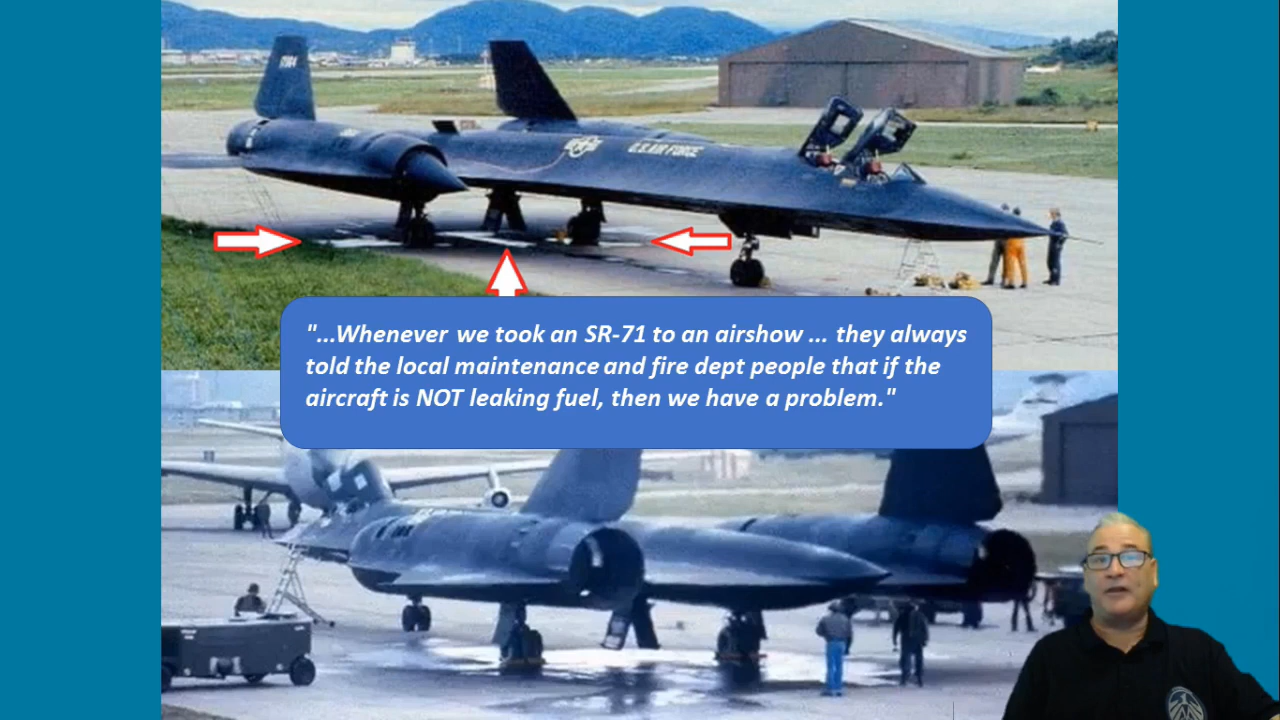 U.S. AIR FORCE
"...Whenever we took an SR-71 to an airshow ... they always
told the local maintenance and fire dept people that if the
aircraft is NOT leaking fuel, then we have a problem."